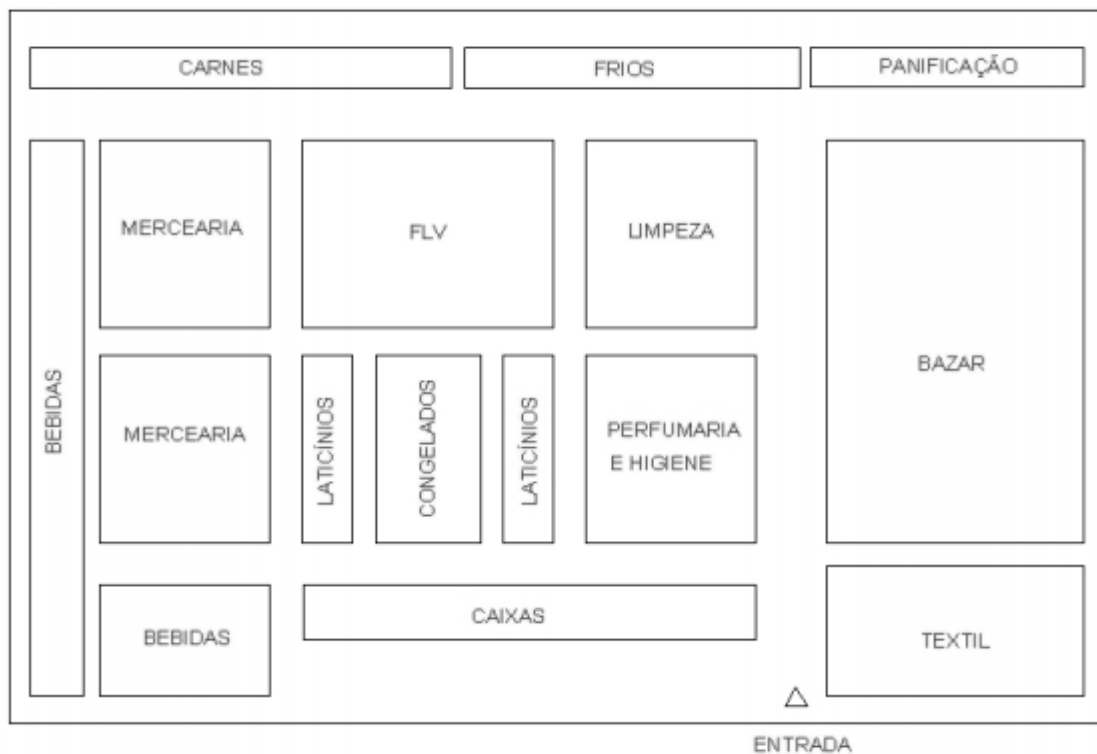 CARNES
FRIOS
PANIFICAÇÃO
MERCEARIA
FLV
LIMPEZA
BAZAR
BEBIDAS
MERCEARIA
LATICÍNIOS
CONGELADOS
LATICÍNIOS
PERFUMARIA
E HIGIENE
BEBIDAS
CAIXAS
TEXTIL
ENTRADA